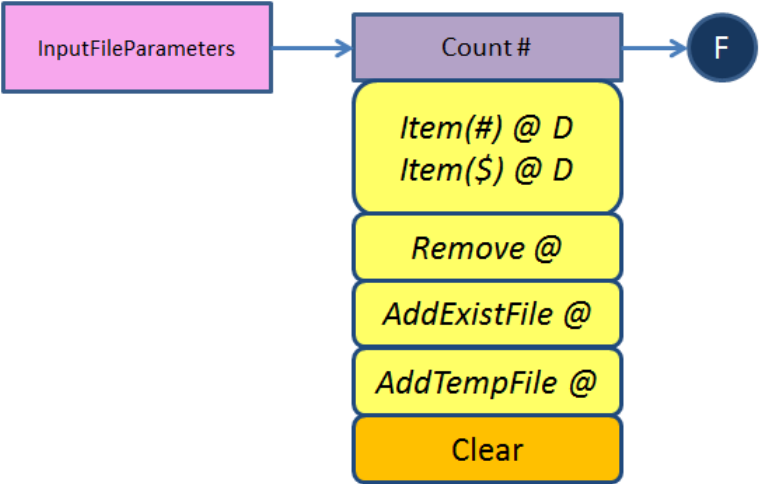 InputFileParameters
Count #
F
Item(#) @ D
Item($) @ D
Remove @
AddExistFile @
AddTempFile @
Clear